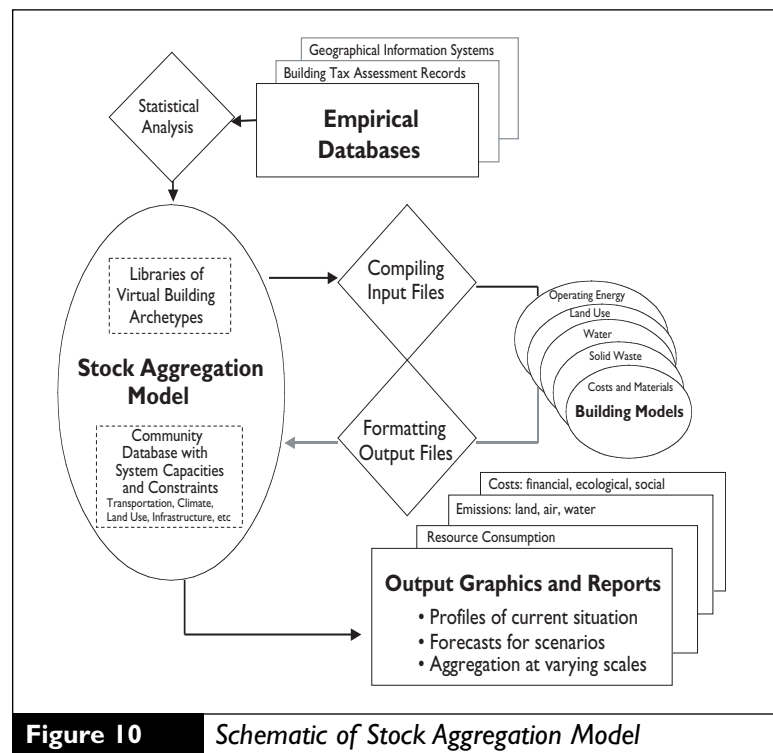 Geographical Information Systems
Building Tax Assessment Records
Empirical
Databases
Statistical
Analysis
Libraries of
Virtual Building
Archetypes
Stock Aggregation
Model
Community
Database with
System Capacities
and Constraints
Transportation, Climate,
Land Use, Infrastructure, etc
Compiling
Input Files
Formatting
Output Files
Operating Energy
Land Use
Water
Solid Waste
Costs and Materials
Building Models
Costs: financial, ecological, social
Emissions: land, air, water
Resource Consumption
Output Graphics and Reports
• Profiles of current situation
• Forecasts for scenarios
• Aggregation at varying scales
Figure 10 Schematic of Stock Aggregation Model